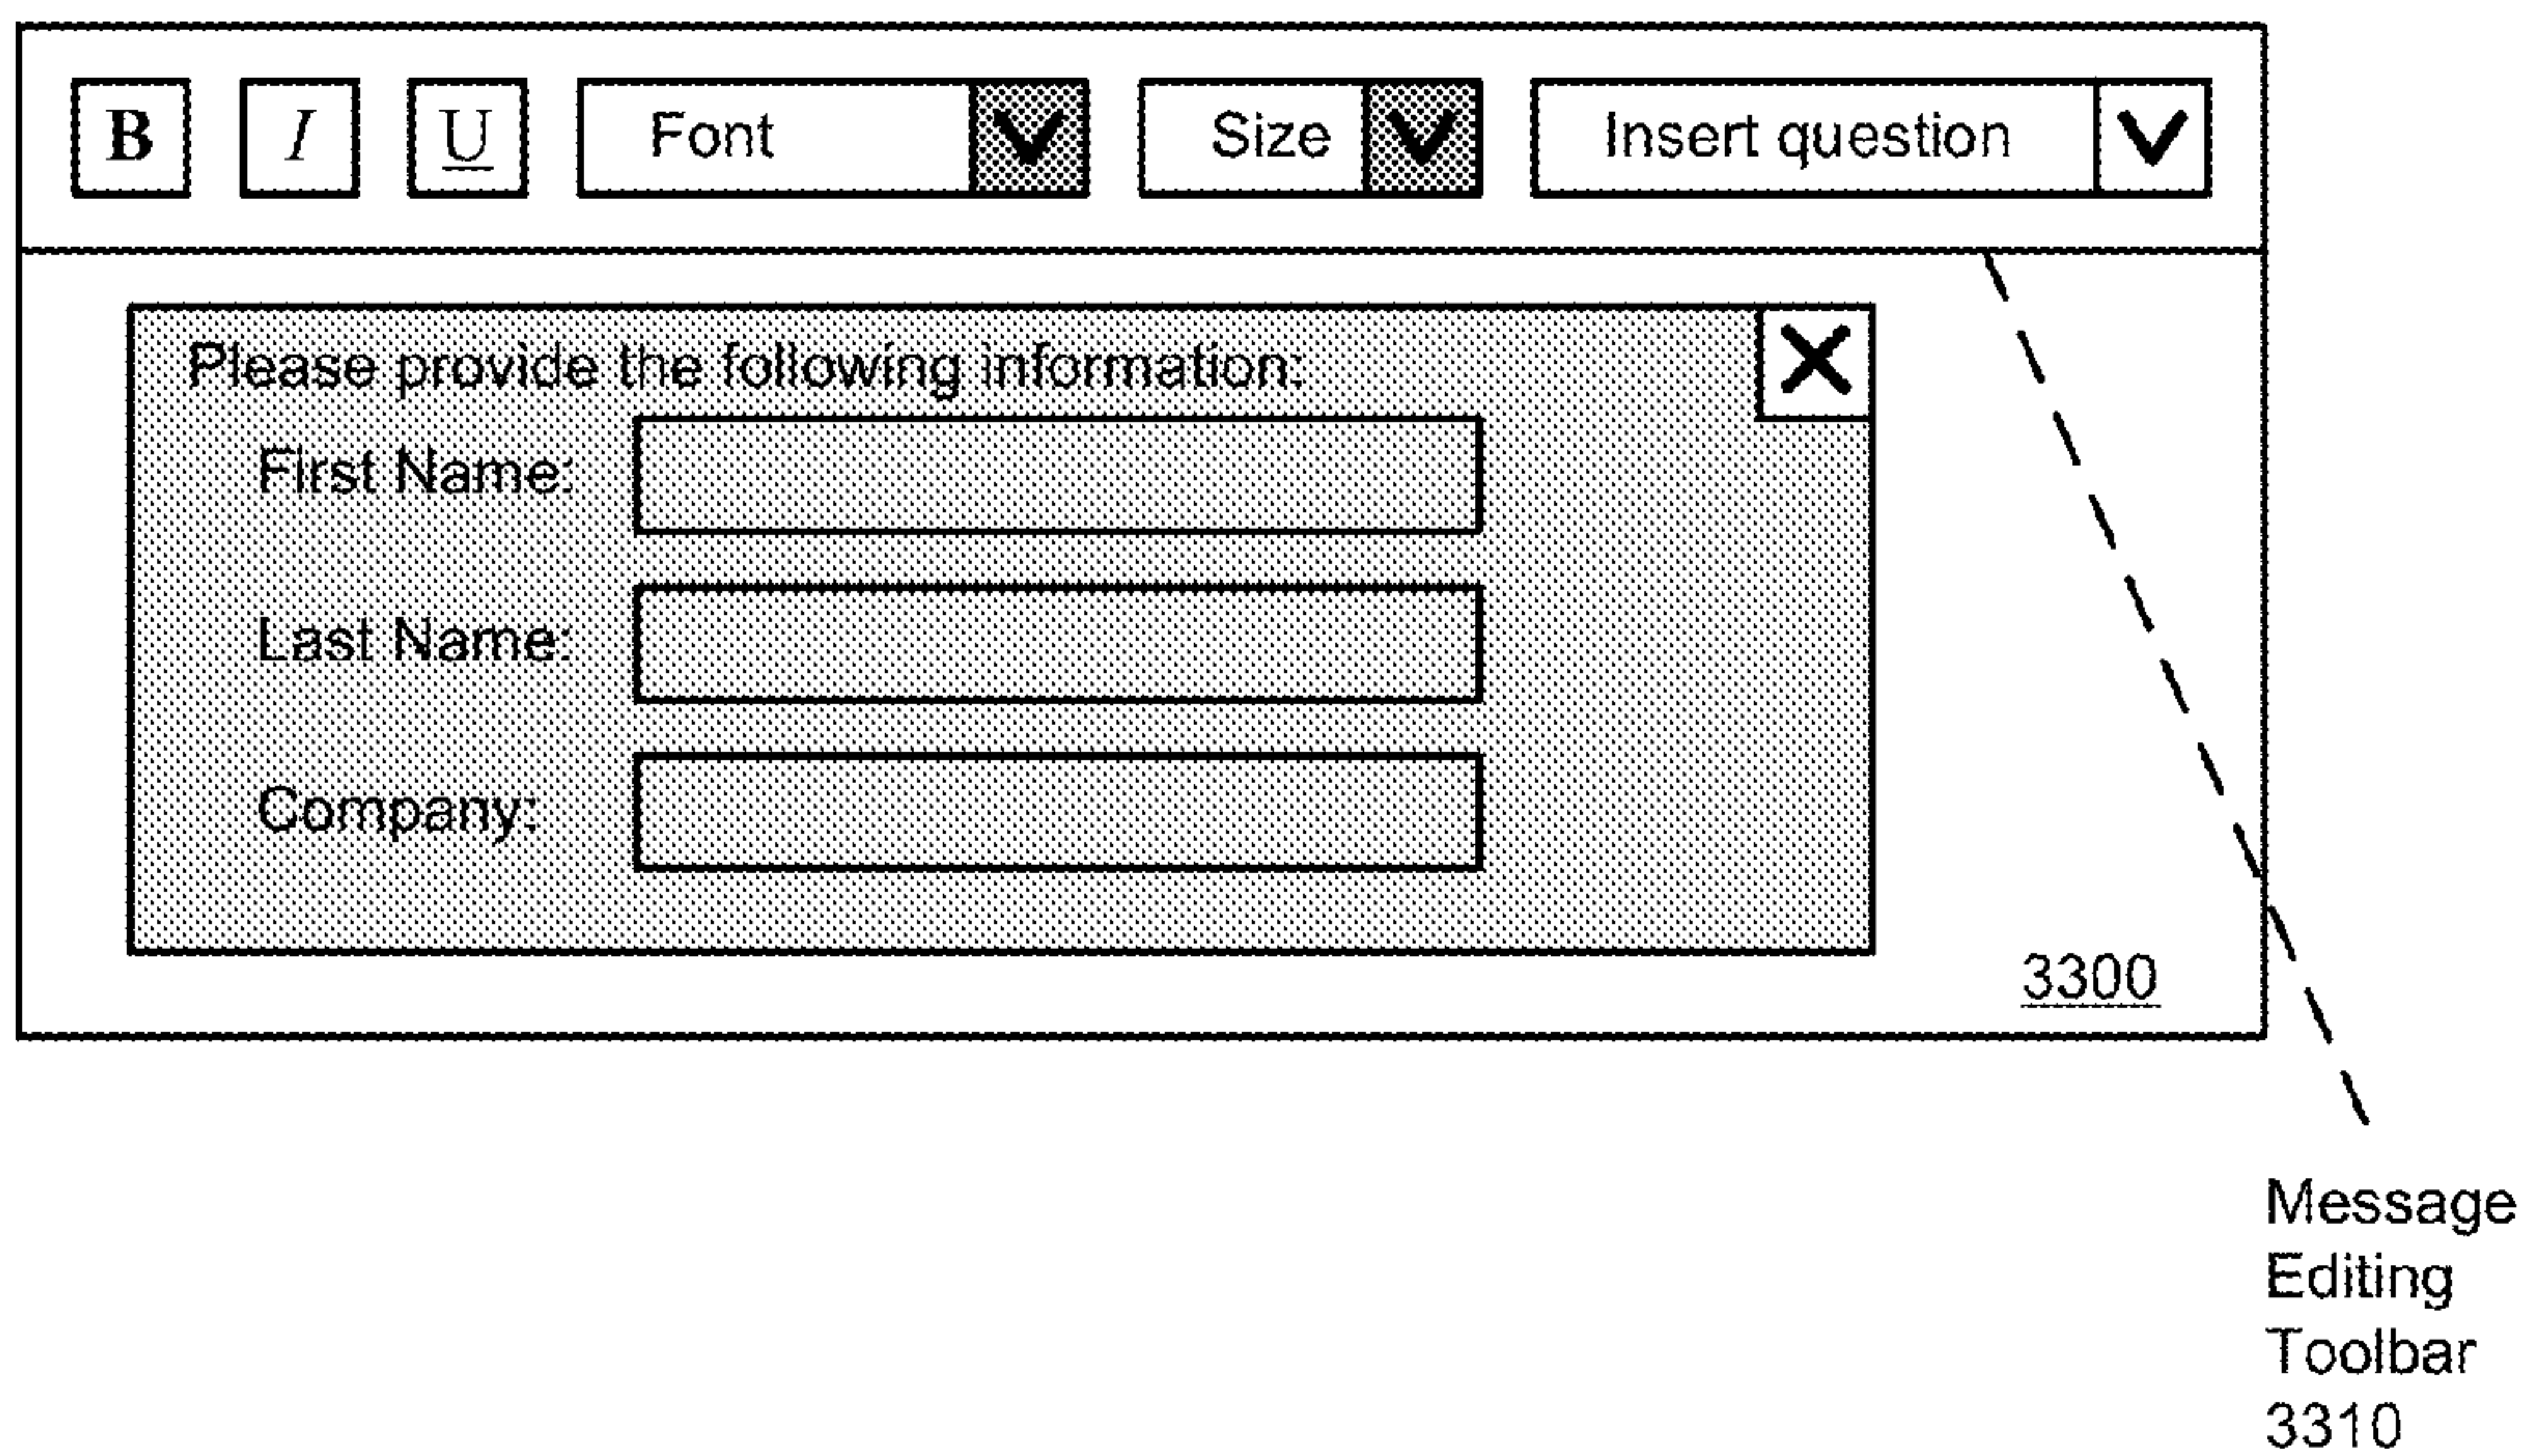 B I U Font Size Insert question
Please provide the following information:
First Name:
Last Name:
Company:
3300
Message
Editing
Toolbar
3310